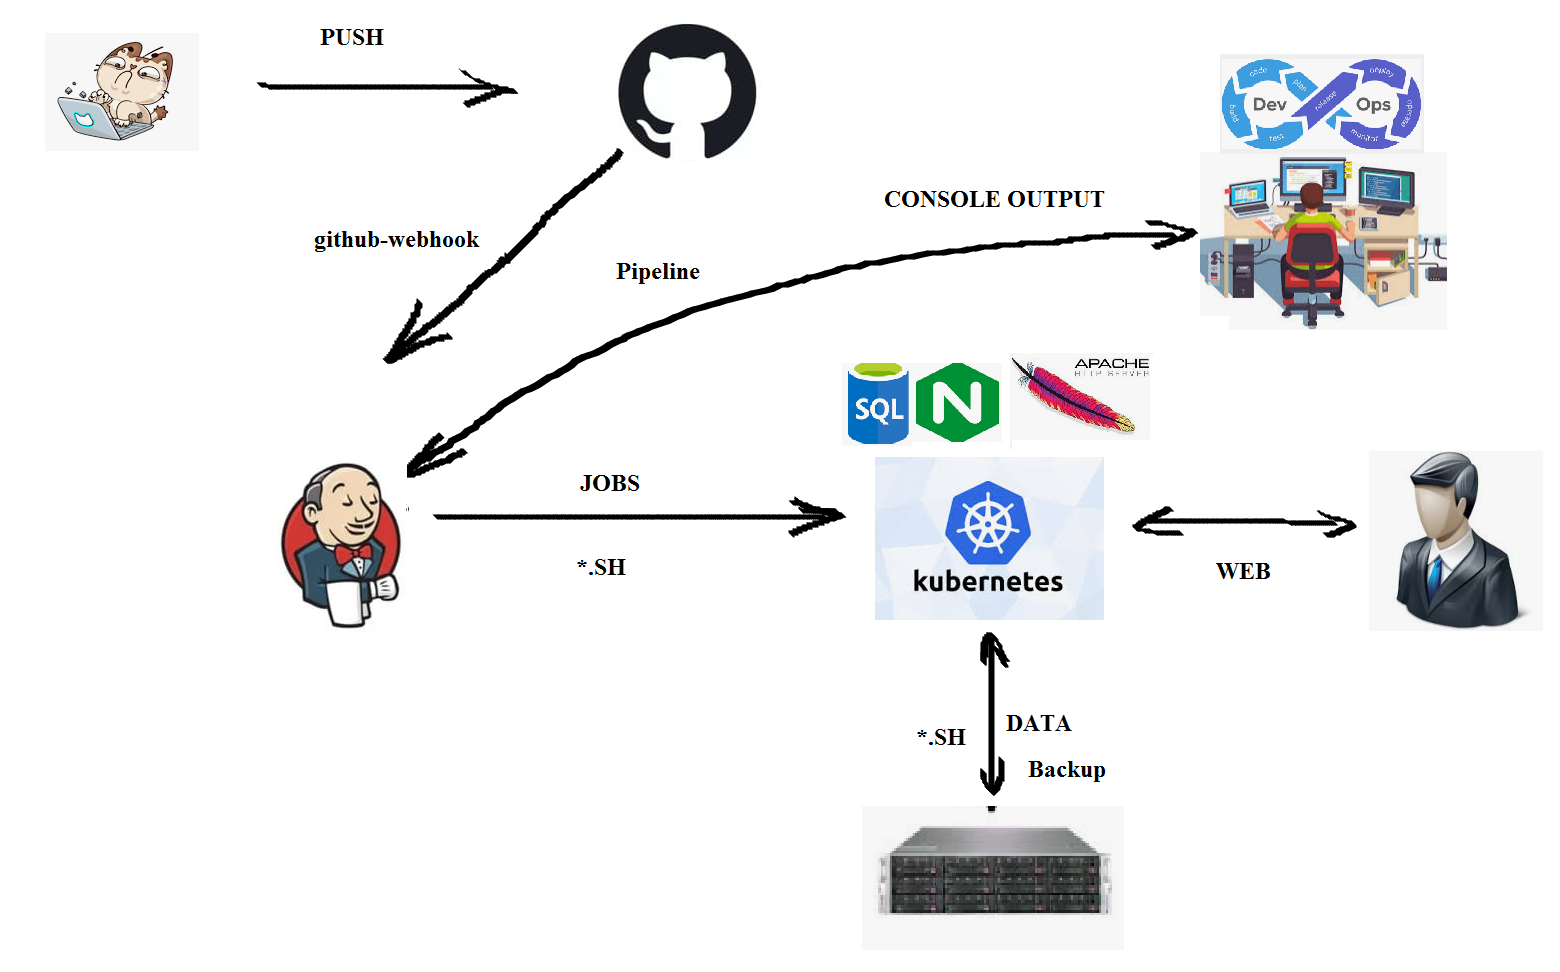 PUSH
code
plan
build
test
Dev
release
deploy
operate
monitor
Ops
CONSOLE OUTPUT
github-webhook
Pipeline
SQL
N
APACHE
HTTP SERVER
JOBS
*.SH
kubernetes
WEB
*.SH
DATA
Backup